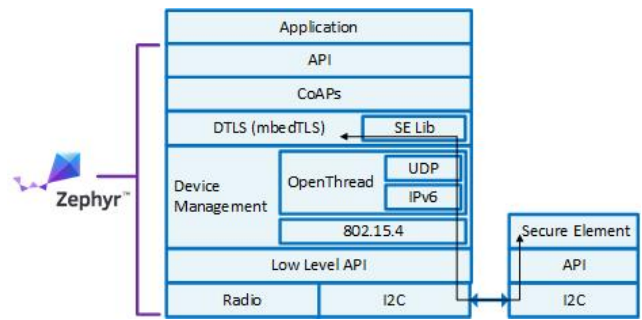 Application
API
CoAPs
DTLS (mbedTLS)
SE Lib
Zephyr™
Device
Management
OpenThread
UDP
IPv6
802.15.4
Low Level API
Radio
I2C
Secure Element
API
I2C